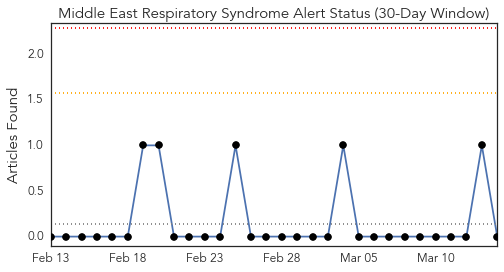 Middle East Respiratory Syndrome Alert Status (30-Day Window)
Articles Found
2.0
1.5
1.0
0.5
0.0
Feb 13 Feb 18 Feb 23 Feb 28 Mar 05 Mar 10